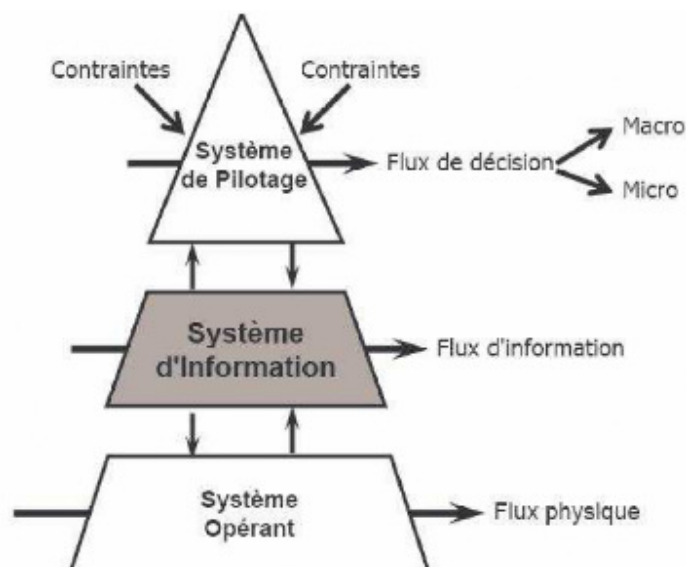 Contraintes
Contraintes
Système
de Pilotage
Flux de décision
Macro
Micro
Système
d'Information
Flux d'information
Système
Opérant
Flux physique